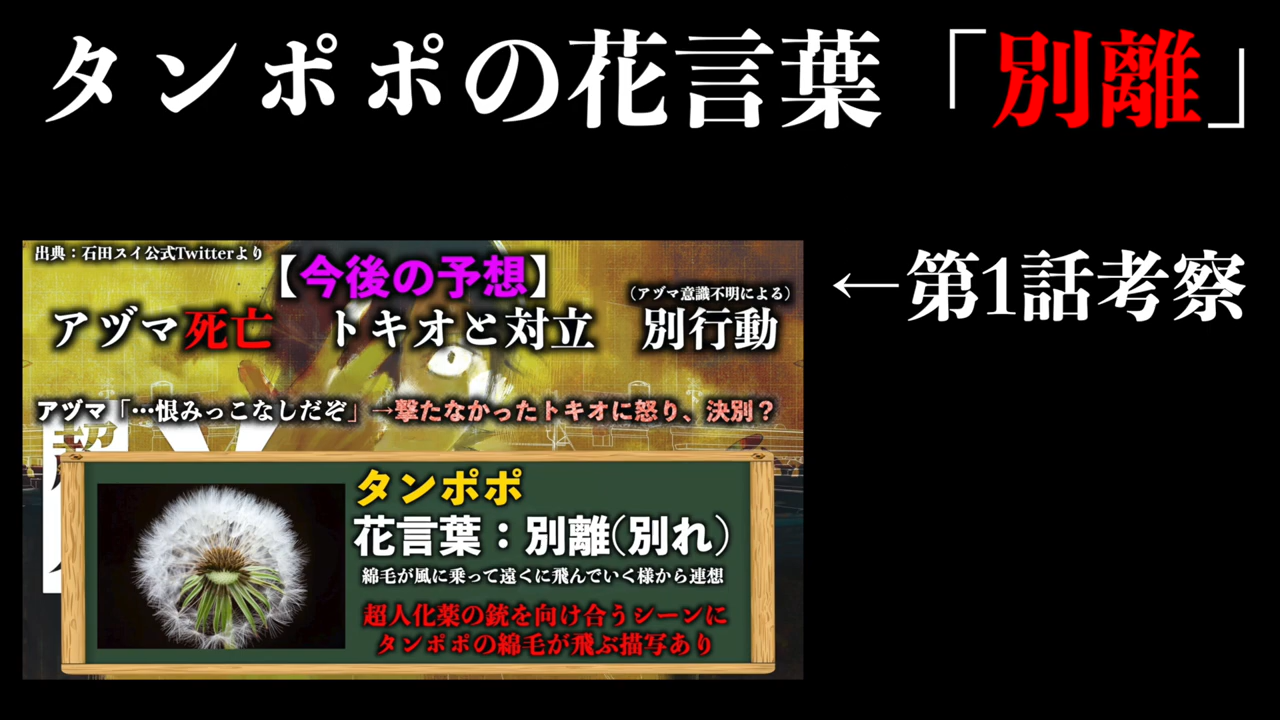 タンポポの花言葉「別離」
←第1話考察
出典：石田スイ公式Twitterより
【今後の予想】
（アヅマ意識不明による）
アヅマ死亡　トキオと対立　別行動
アヅマ「…恨みっこなしだぞ」→撃たなかったトキオに怒り、決別？
タンポポ
花言葉：別離(別れ)
綿毛が風に乗って遠くに飛んでいく様から連想
超人化薬の銃を向け合うシーンに
タンポポの綿毛が飛ぶ描写あり